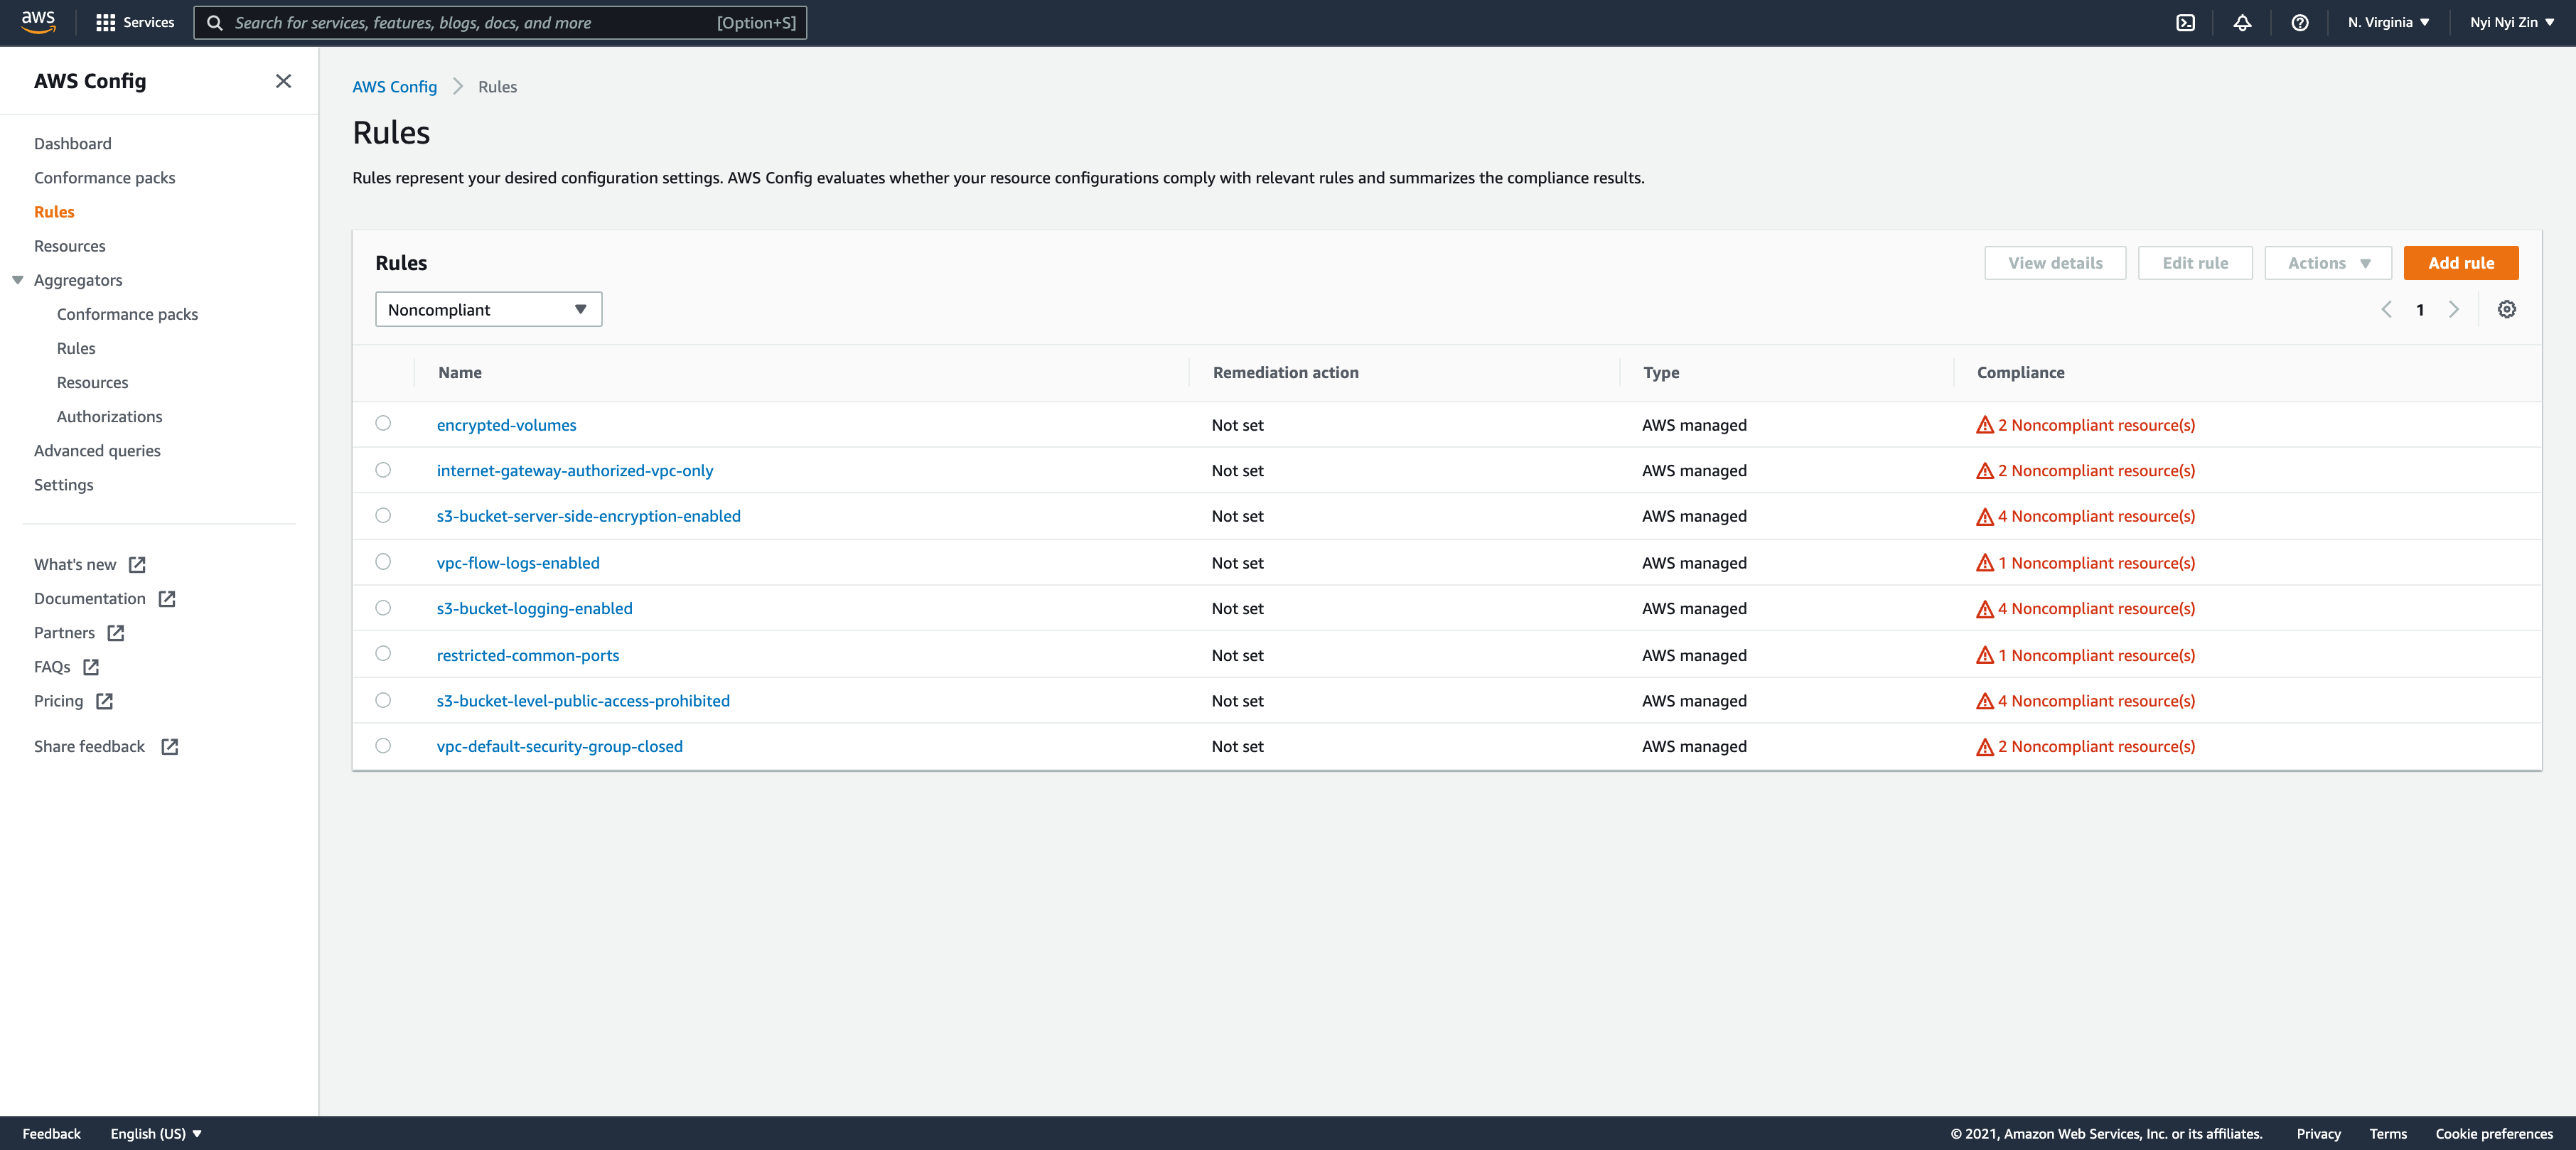 aws Services Search for services, features, blogs, docs, and more [Option+S] N. Virginia Nyi Nyi Zin
AWS Config
Dashboard
Conformance packs
Rules
Resources
Aggregators
Conformance packs
Rules
Resources
Authorizations
Advanced queries
Settings
What's new
Documentation
Partners
FAQs
Pricing
Share feedback
AWS Config Rules
Rules
Rules represent your desired configuration settings. AWS Config evaluates whether your resource configurations comply with relevant rules and summarizes the compliance results.
Rules View details Edit rule Actions Add rule
Noncompliant 1
Name Remediation action Type Compliance
encrypted-volumes Not set AWS managed 2 Noncompliant resource(s)
internet-gateway-authorized-vpc-only Not set AWS managed 2 Noncompliant resource(s)
s3-bucket-server-side-encryption-enabled Not set AWS managed 4 Noncompliant resource(s)
vpc-flow-logs-enabled Not set AWS managed 1 Noncompliant resource(s)
s3-bucket-logging-enabled Not set AWS managed 4 Noncompliant resource(s)
restricted-common-ports Not set AWS managed 1 Noncompliant resource(s)
s3-bucket-level-public-access-prohibited Not set AWS managed 4 Noncompliant resource(s)
vpc-default-security-group-closed Not set AWS managed 2 Noncompliant resource(s)
Feedback English (US) © 2021, Amazon Web Services, Inc. or its affiliates. Privacy Terms Cookie preferences